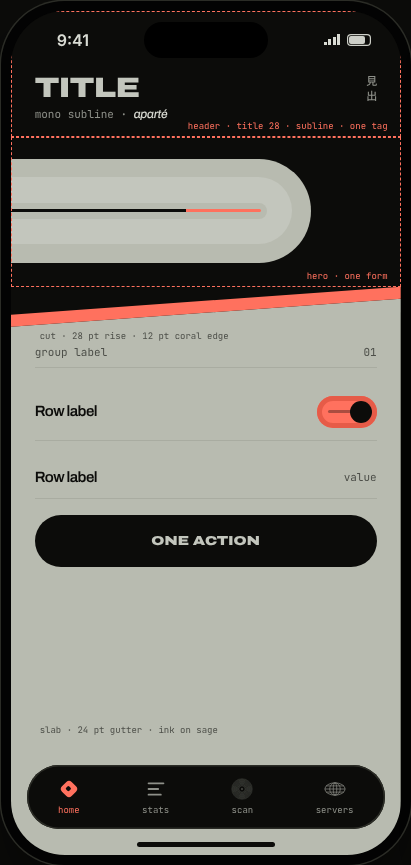 9:41
TITLE
見出
mono subline · aparté
header · title 28 · subline · one tag
hero · one form
cut · 28 pt rise · 12 pt coral edge
group label 01
Row label
Row label value
ONE ACTION
slab · 24 pt gutter · ink on sage
home stats scan servers